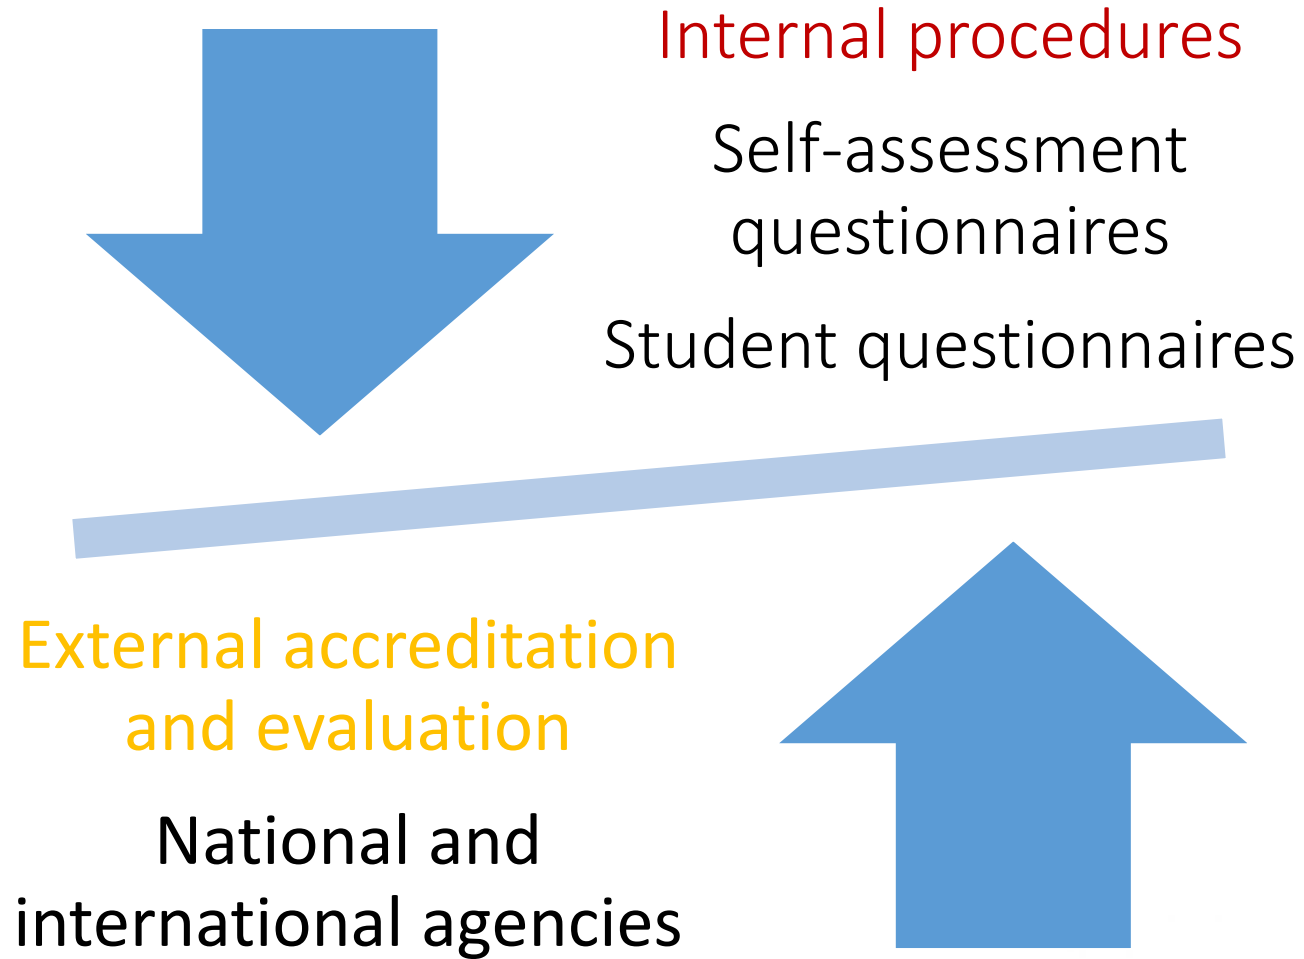 Internal procedures
Self-assessment
questionnaires
Student questionnaires
External accreditation
and evaluation
National and
international agencies